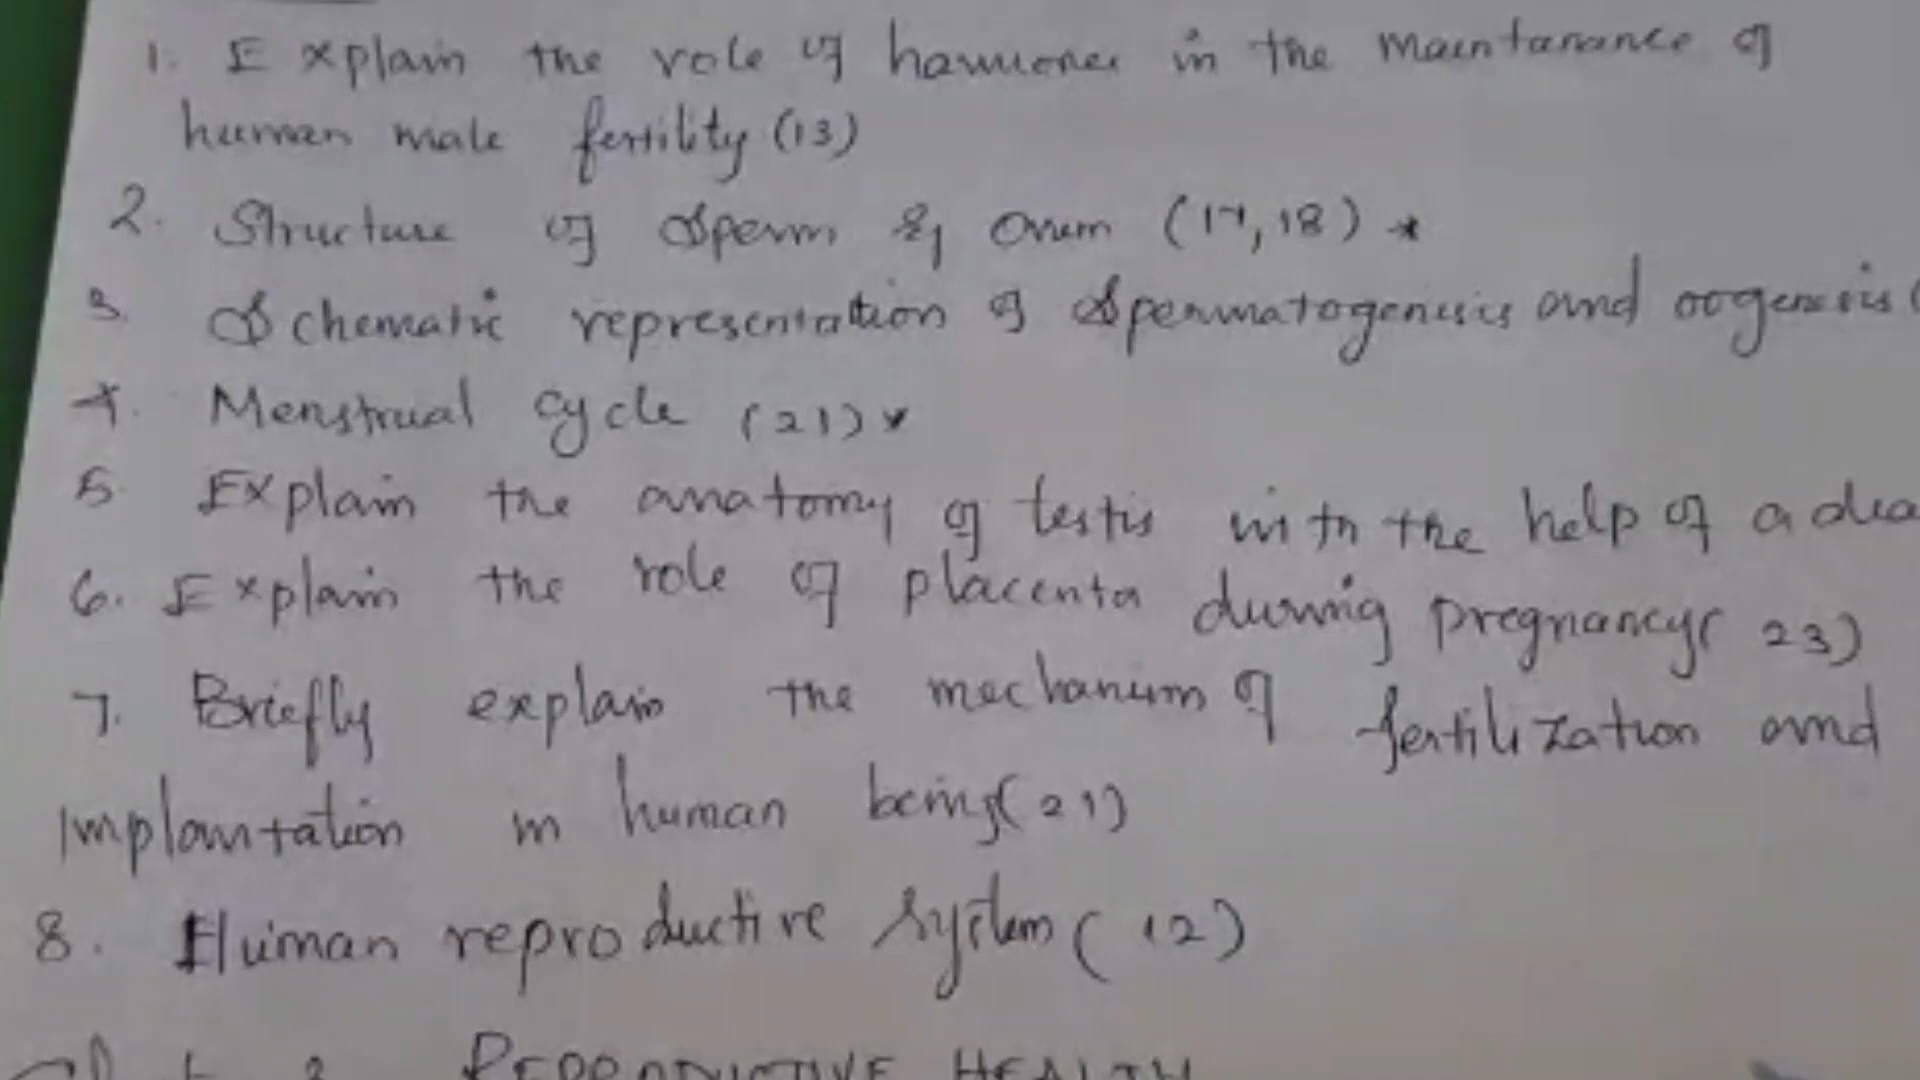 1. Explain the role of harmones in the maintanance of
human male fertility (13)
2. Structure of Sperm & Ovum (17, 18) *
3. Schematic representation of Spermatogenesis and oogenesis (
4. Menstrual cycle (21) *
5. Explain the anatomy of testis with the help of a dia
6. Explain the role of placenta during pregnancy( 23)
7. Briefly explain the mechanism of fertilization and
Implantation in human being(21)
8. Human reproductive system ( 12)
REPRODUCTIVE HEALTH